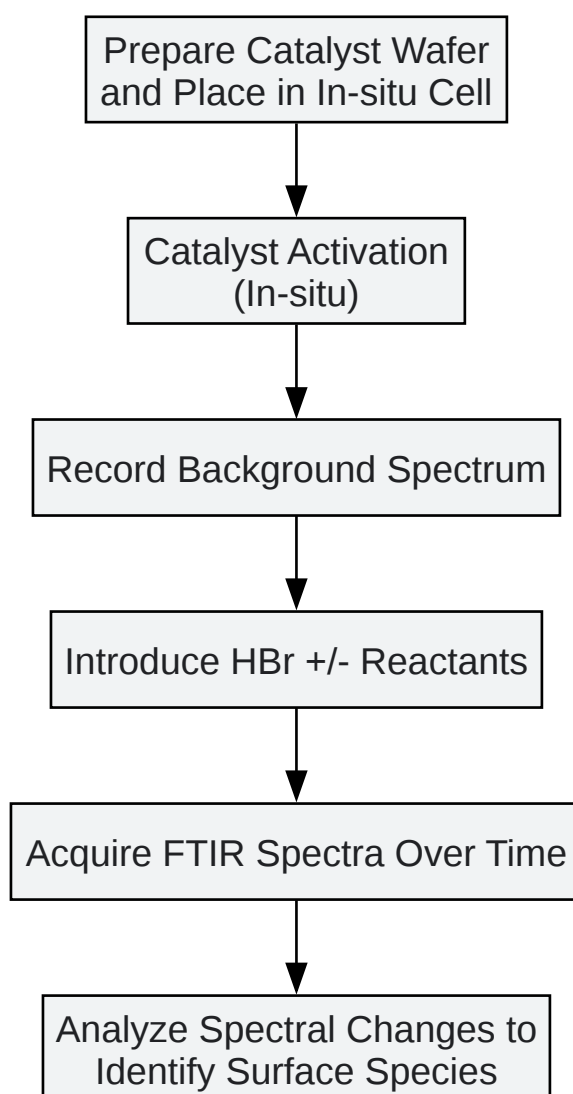 Prepare Catalyst Wafer
and Place in In-situ Cell
Catalyst Activation
(In-situ)
Record Background Spectrum
Introduce HBr +/- Reactants
Acquire FTIR Spectra Over Time
Analyze Spectral Changes to
Identify Surface Species